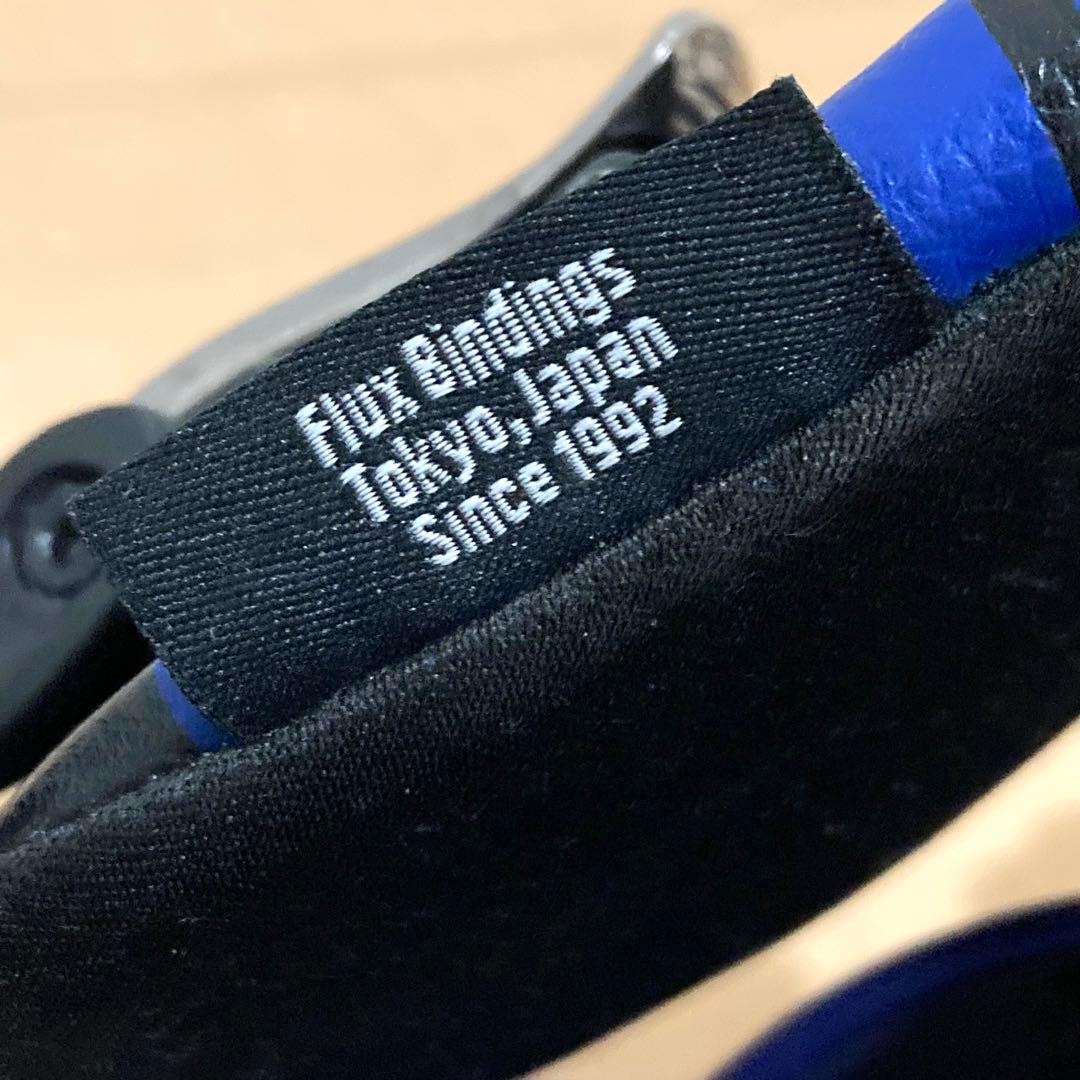 Flux Bindings
Tokyo, Japan
Since 1992